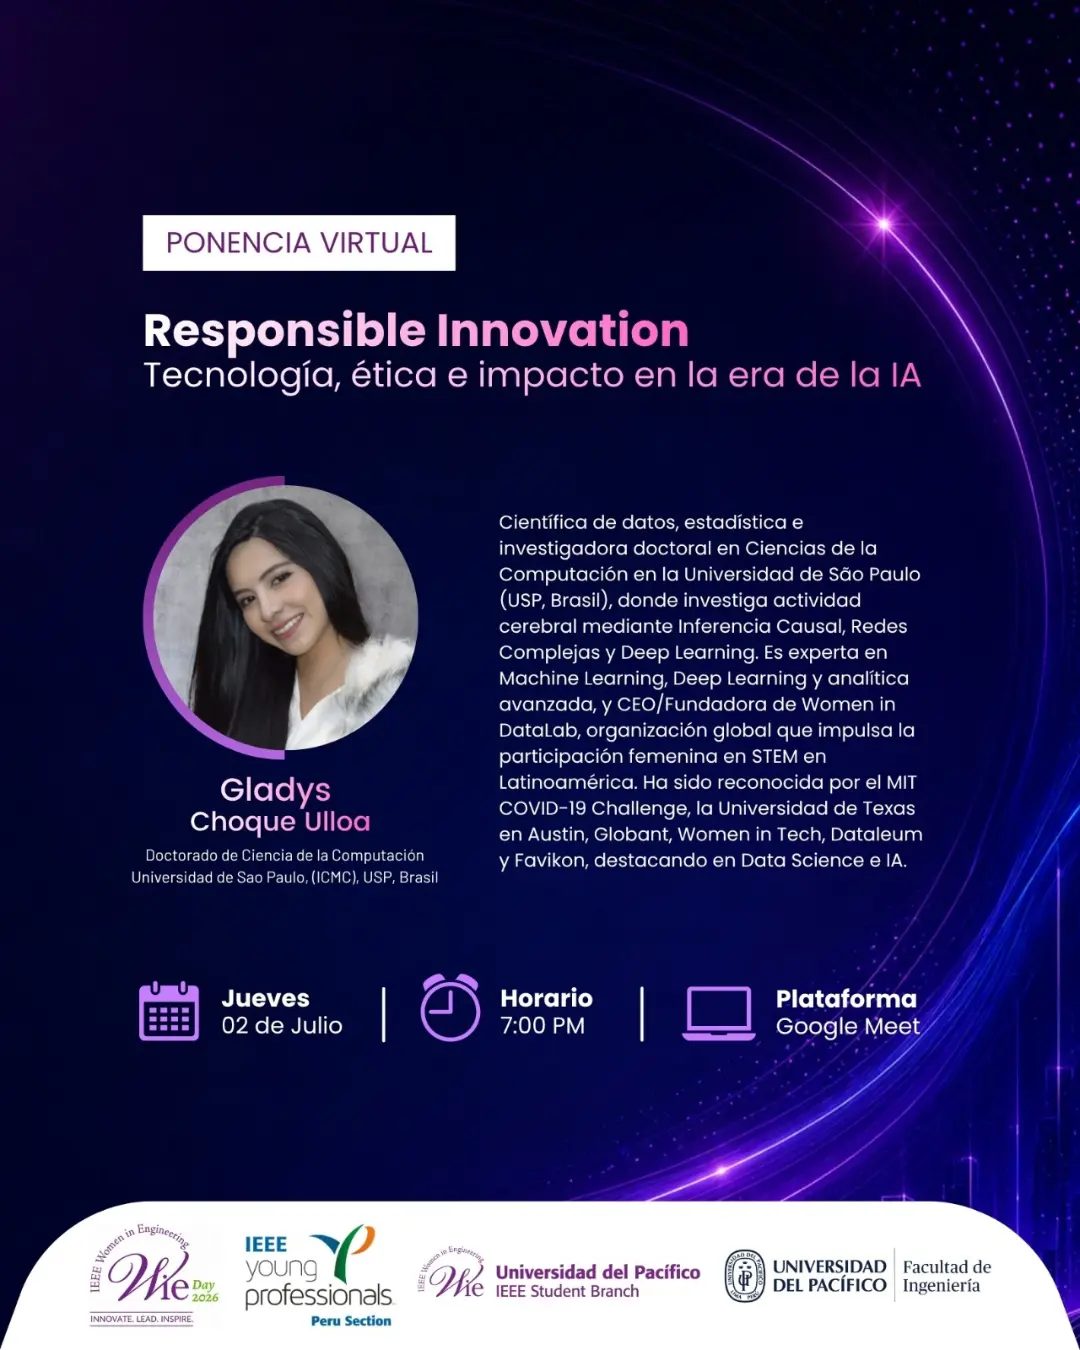 PONENCIA VIRTUAL
Responsible Innovation
Tecnología, ética e impacto en la era de la IA
Científica de datos, estadística e
investigadora doctoral en Ciencias de la
Computación en la Universidad de São Paulo
(USP, Brasil), donde investiga actividad
cerebral mediante Inferencia Causal, Redes
Complejas y Deep Learning. Es experta en
Machine Learning, Deep Learning y analítica
avanzada, y CEO/Fundadora de Women in
DataLab, organización global que impulsa la
participación femenina en STEM en
Latinoamérica. Ha sido reconocida por el MIT
COVID-19 Challenge, la Universidad de Texas
en Austin, Globant, Women in Tech, Dataleum
y Favikon, destacando en Data Science e IA.
Gladys
Choque Ulloa
Doctorado de Ciencia de la Computación
Universidad de Sao Paulo, (ICMC), USP, Brasil
Jueves
02 de Julio
Horario
7:00 PM
Plataforma
Google Meet
IEEE Women in Engineering
Wie Day
2026
INNOVATE. LEAD. INSPIRE.
IEEE
young
professionals
Peru Section
IEEE Women in Engineering
Wie
Universidad del Pacífico
IEEE Student Branch
UNIVERSIDAD DEL PACÍFICO
LIMA PERÚ
UP
UNIVERSIDAD
DEL PACÍFICO
Facultad de
Ingeniería